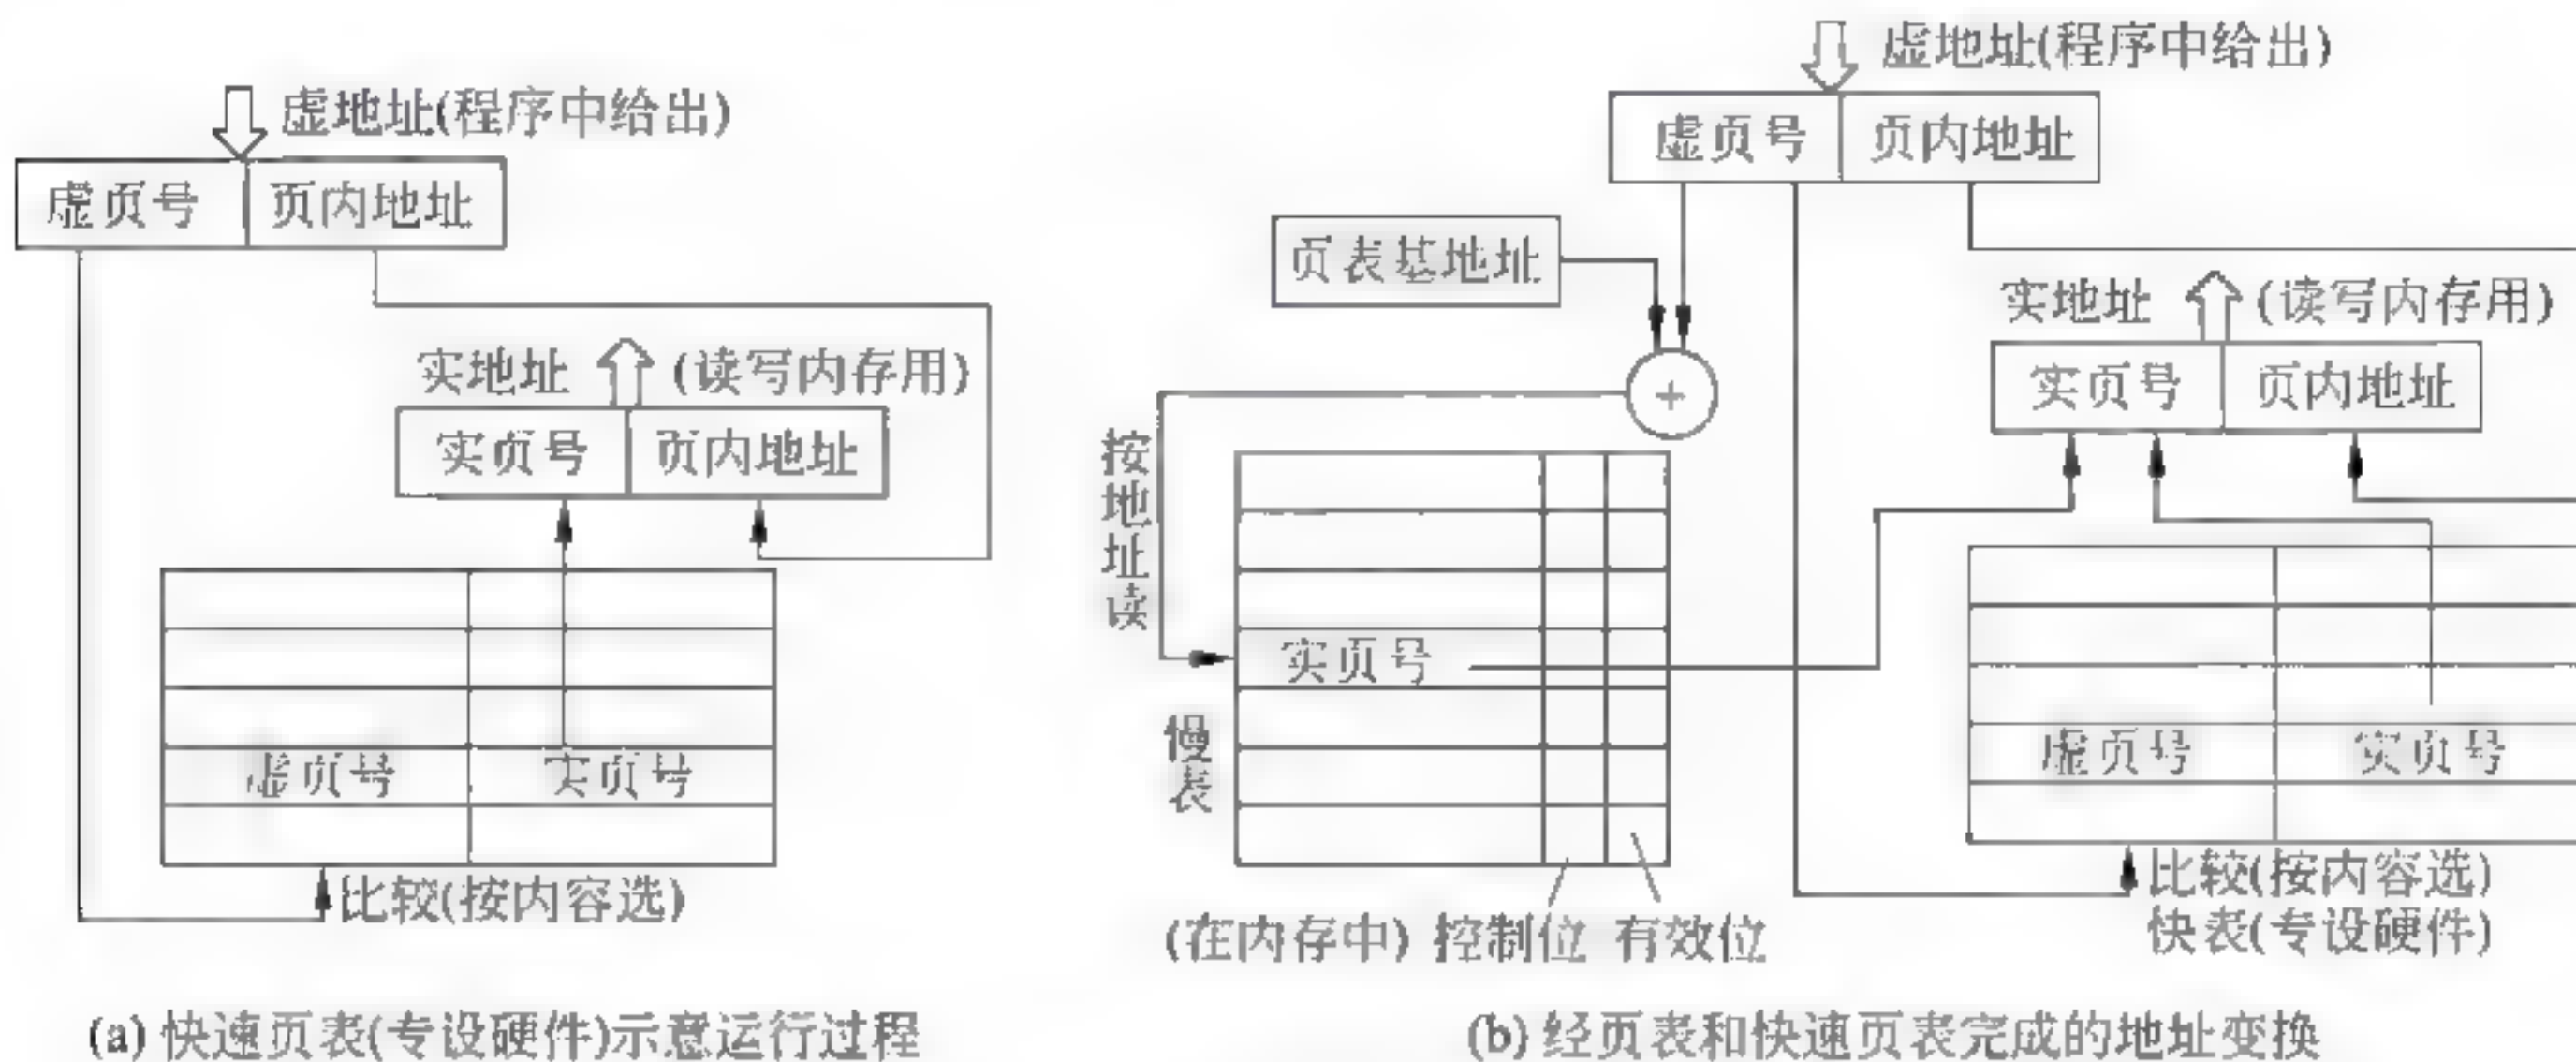 虚地址(程序中给出)
虚页号 页内地址
实地址 (读写内存用)
实页号 页内地址
虚页号 实页号
比较(按内容选)
(a) 快速页表(专设硬件)示意运行过程
虚地址(程序中给出)
虚页号 页内地址
页表基地址
+
实地址 (读写内存用)
实页号 页内地址
按地址读
实页号
慢表
虚页号 实页号
比较(按内容选)
快表(专设硬件)
(在内存中) 控制位 有效位
(b) 经页表和快速页表完成的地址变换